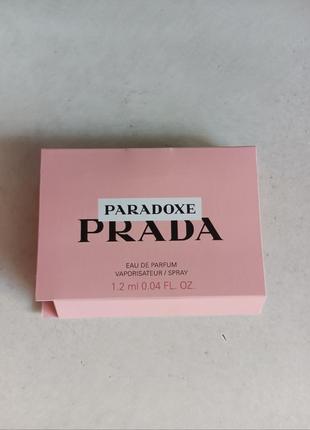 PARADOXE
PRADA
EAU DE PARFUM
VAPORISATEUR / SPRAY
1.2 ml 0.04 FL. OZ.